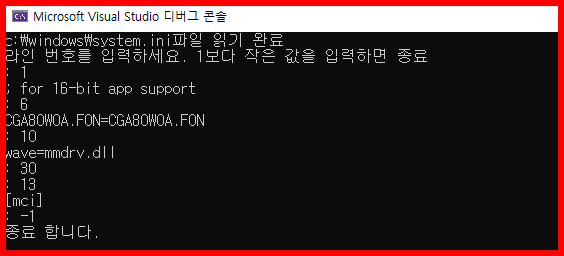 Microsoft Visual Studio 디버그 콘솔
c:\windows\system.ini파일 읽기 완료
라인 번호를 입력하세요. 1보다 작은 값을 입력하면 종료
: 1
; for 16-bit app support
: 6
CGA80WOA.FON=CGA80WOA.FON
: 10
wave=mmdrv.dll
: 30
: 13
[mci]
: -1
종료 합니다.